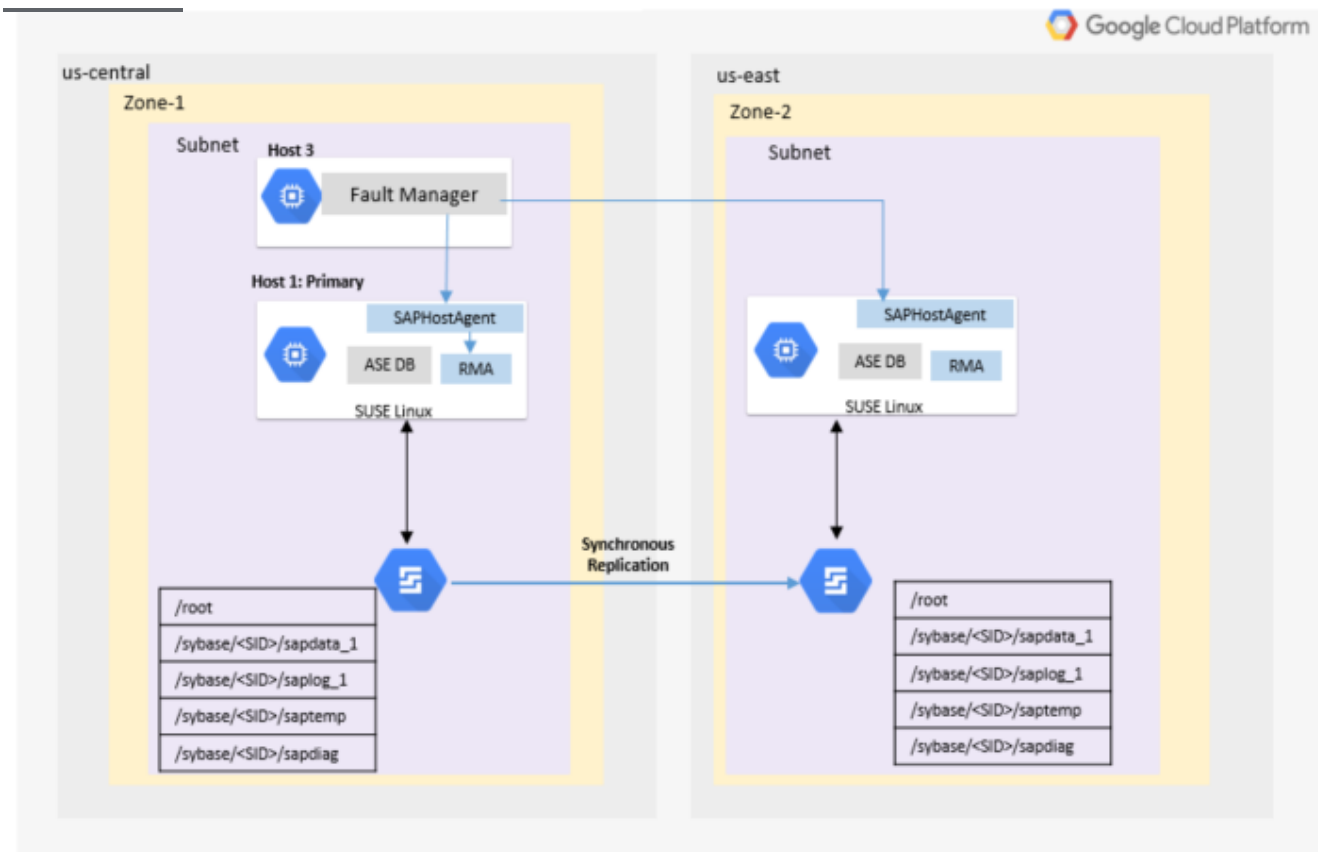 Google Cloud Platform
us-central
Zone-1
Subnet
Host 3
Fault Manager
Host 1: Primary
SAPHostAgent
ASE DB
RMA
SUSE Linux
/root
/sybase/<SID>/sapdata_1
/sybase/<SID>/saplog_1
/sybase/<SID>/saptemp
/sybase/<SID>/sapdiag
Synchronous
Replication
us-east
Zone-2
Subnet
SAPHostAgent
ASE DB
RMA
SUSE Linux
/root
/sybase/<SID>/sapdata_1
/sybase/<SID>/saplog_1
/sybase/<SID>/saptemp
/sybase/<SID>/sapdiag